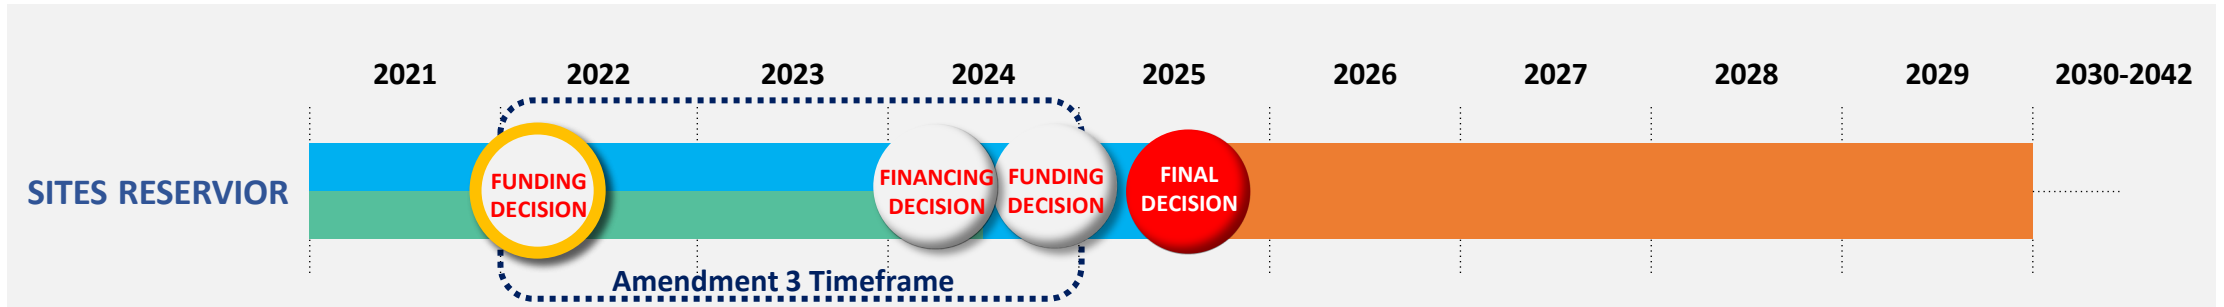 2021 2022 2023 2024 2025 2026 2027 2028 2029 2030-2042
SITES RESERVIOR
FUNDING
DECISION
FINANCING
DECISION
FUNDING
DECISION
FINAL
DECISION
Amendment 3 Timeframe